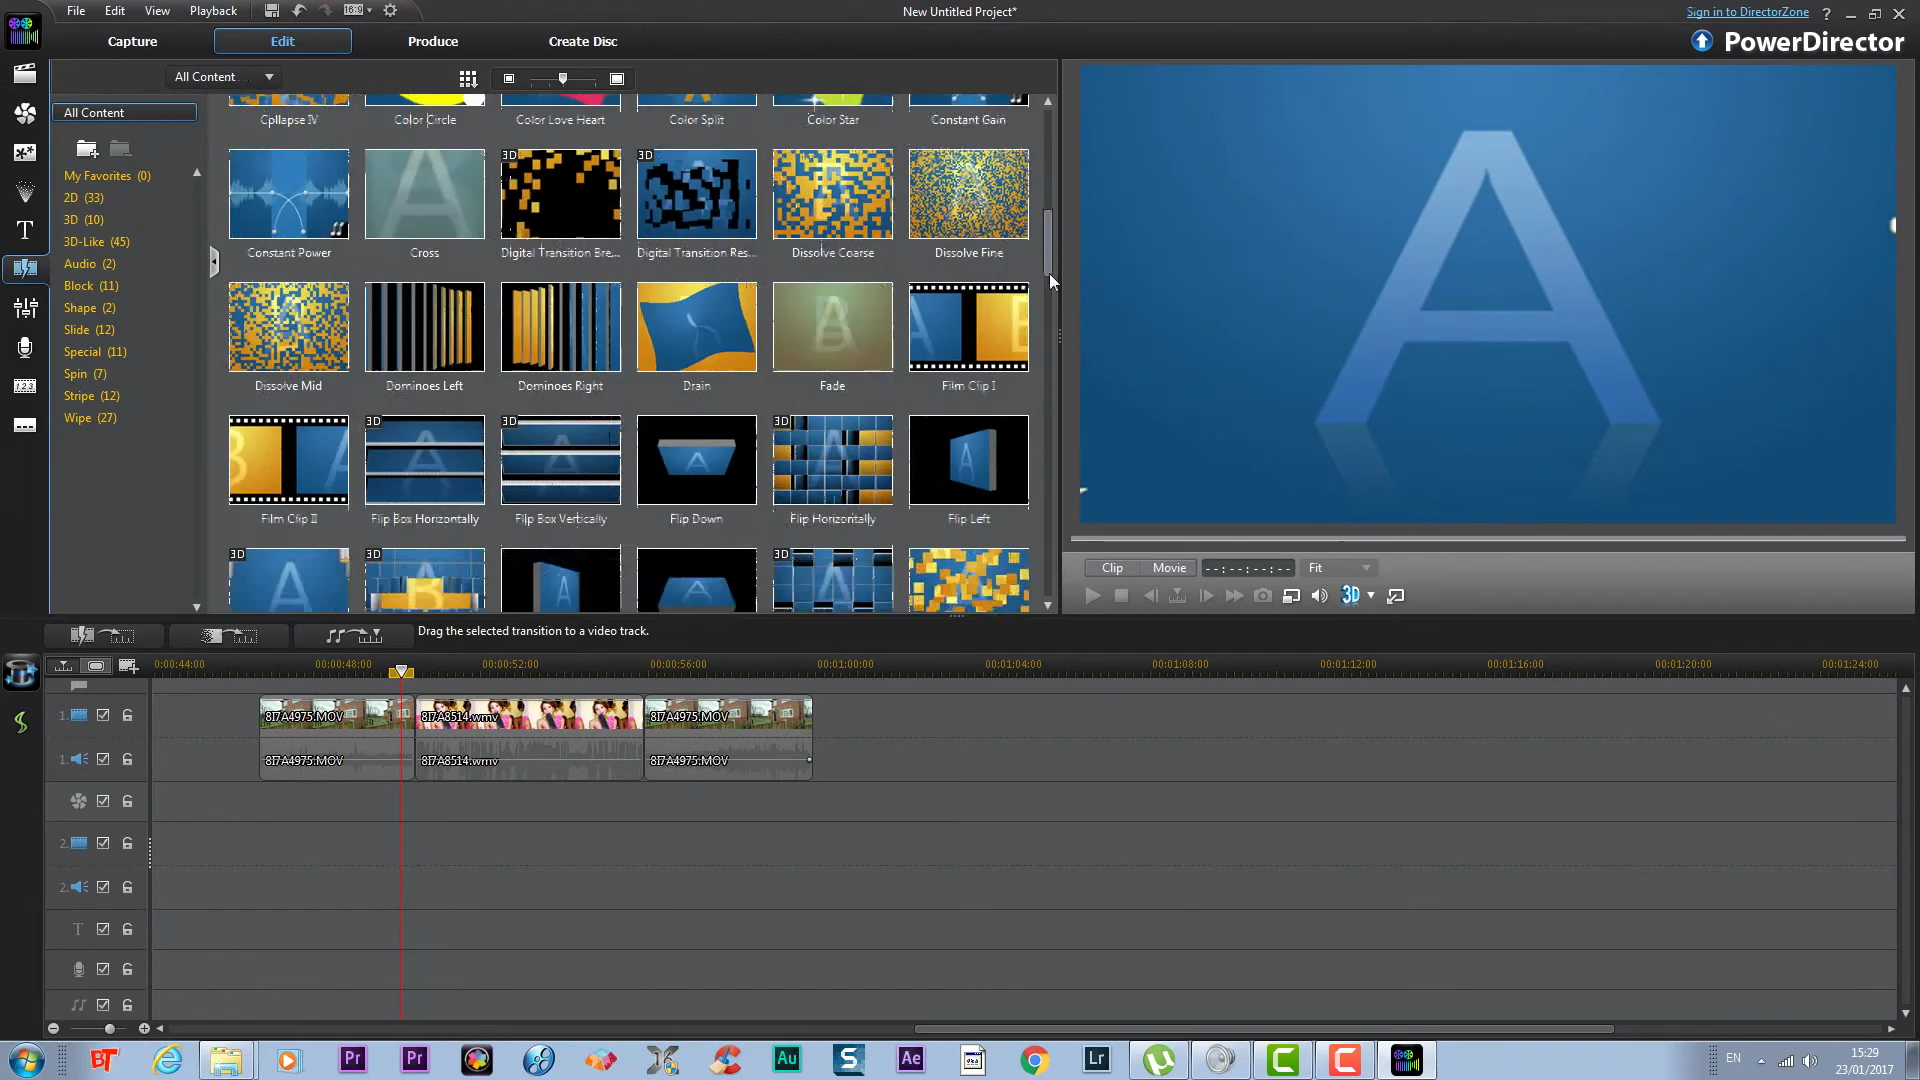 File Edit View Playback 16:9 New Untitled Project* Sign in to DirectorZone ?
Capture Edit Produce Create Disc PowerDirector
All Content
All Content
My Favorites (0)
2D (33)
3D (10)
3D-Like (45)
Audio (2)
Block (11)
Shape (2)
Slide (12)
Special (11)
Spin (7)
Stripe (12)
Wipe (27)
Collapse IV Color Circle Color Love Heart Color Split Color Star Constant Gain
3D 3D
Constant Power Cross Digital Transition Bre... Digital Transition Res... Dissolve Coarse Dissolve Fine
Dissolve Mid Dominoes Left Dominoes Right Drain Fade Film Clip I
3D 3D 3D
Film Clip II Flip Box Horizontally Flip Box Vertically Flip Down Flip Horizontally Flip Left
3D 3D 3D
A
Clip Movie --:--:--:-- Fit
3D
Drag the selected transition to a video track.
0:00:44:00 00:00:48:00 00:00:52:00 00:00:56:00 00:01:00:00 00:01:04:00 00:01:08:00 00:01:12:00 00:01:16:00 00:01:20:00 00:01:24:00
1. 8I7A4975.MOV 8I7A8514.wmv 8I7A4975.MOV
1. 8I7A4975.MOV 8I7A8514.wmv 8I7A4975.MOV
2.
2.
T
BT Pr Pr Au S Ae Lr EN 15:29
23/01/2017